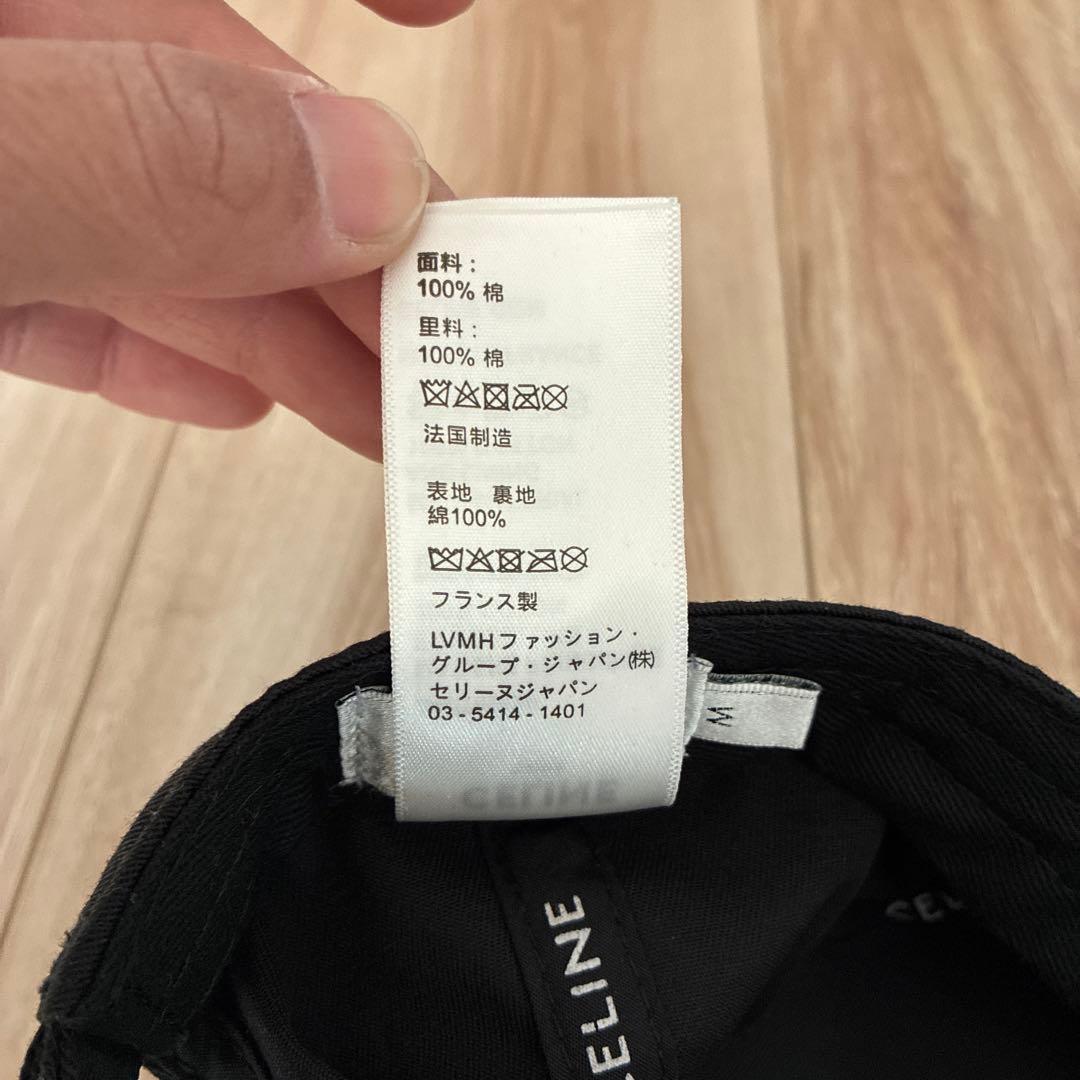 面料：
100% 棉
里料：
100% 棉
法国制造
表地 裏地
綿100%
フランス製
LVMHファッション・
グループ・ジャパン㈱
セリーヌジャパン
03 - 5414 - 1401
M
CELINE
CELINE